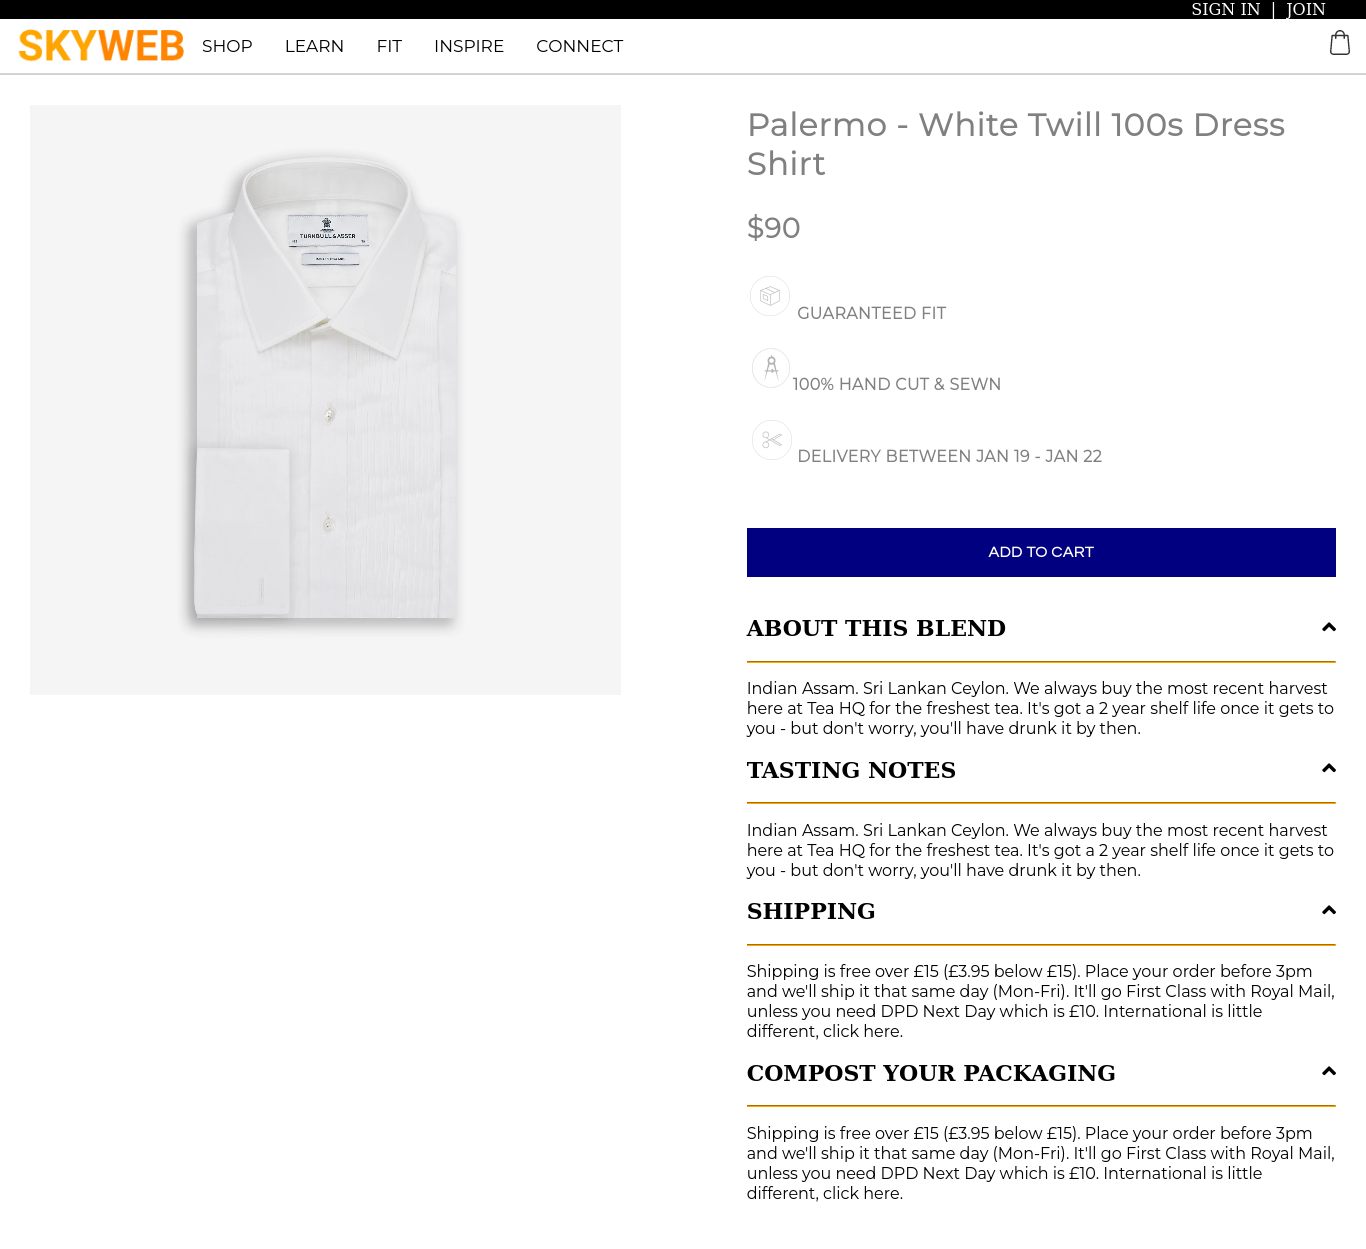 SIGN IN | JOIN
SKYWEB SHOP LEARN FIT INSPIRE CONNECT
TURNBULL & ASSER
Palermo - White Twill 100s Dress
Shirt
$90
GUARANTEED FIT
100% HAND CUT & SEWN
DELIVERY BETWEEN JAN 19 - JAN 22
ADD TO CART
ABOUT THIS BLEND
Indian Assam. Sri Lankan Ceylon. We always buy the most recent harvest
here at Tea HQ for the freshest tea. It's got a 2 year shelf life once it gets to
you - but don't worry, you'll have drunk it by then.
TASTING NOTES
Indian Assam. Sri Lankan Ceylon. We always buy the most recent harvest
here at Tea HQ for the freshest tea. It's got a 2 year shelf life once it gets to
you - but don't worry, you'll have drunk it by then.
SHIPPING
Shipping is free over £15 (£3.95 below £15). Place your order before 3pm
and we'll ship it that same day (Mon-Fri). It'll go First Class with Royal Mail,
unless you need DPD Next Day which is £10. International is little
different, click here.
COMPOST YOUR PACKAGING
Shipping is free over £15 (£3.95 below £15). Place your order before 3pm
and we'll ship it that same day (Mon-Fri). It'll go First Class with Royal Mail,
unless you need DPD Next Day which is £10. International is little
different, click here.